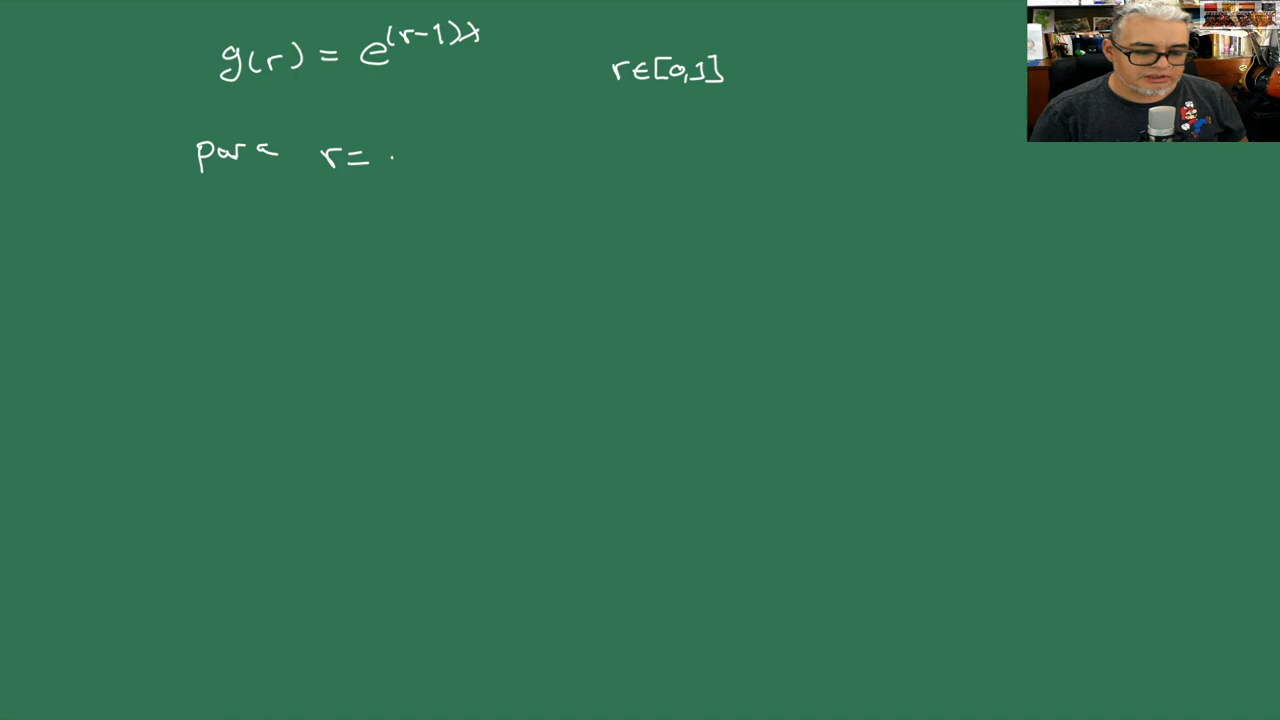 g(r) = e^{(r-1)λ} r∈[0,1]
para r=